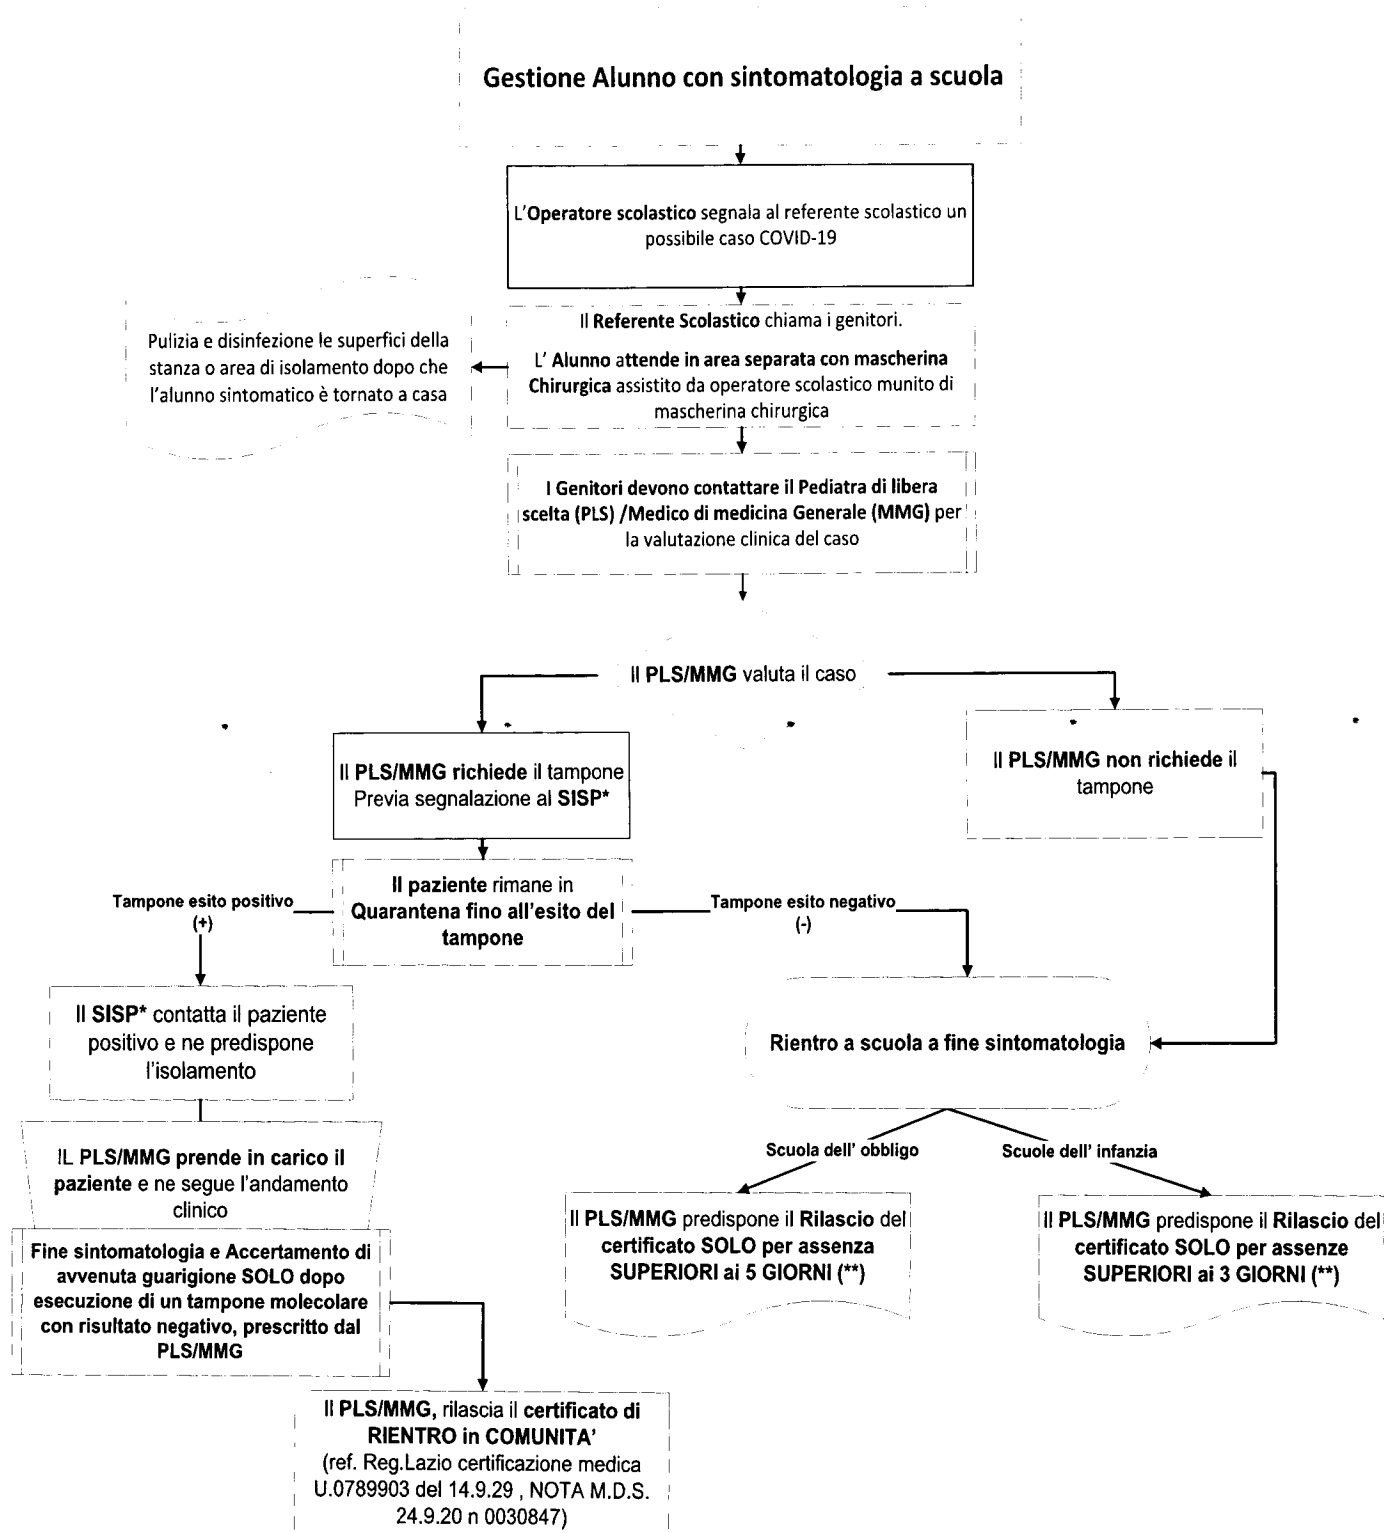 Gestione Alunno con sintomatologia a scuola
L'Operatore scolastico segnala al referente scolastico un
possibile caso COVID-19
Il Referente Scolastico chiama i genitori.
L' Alunno attende in area separata con mascherina
Chirurgica assistito da operatore scolastico munito di
mascherina chirurgica
Pulizia e disinfezione le superfici della
stanza o area di isolamento dopo che
l'alunno sintomatico è tornato a casa
I Genitori devono contattare il Pediatra di libera
scelta (PLS) /Medico di medicina Generale (MMG) per
la valutazione clinica del caso
Il PLS/MMG valuta il caso
Il PLS/MMG richiede il tampone
Previa segnalazione al SISP*
Il PLS/MMG non richiede il
tampone
Il paziente rimane in
Quarantena fino all'esito del
tampone
Tampone esito positivo
(+)
Tampone esito negativo
(-)
Il SISP* contatta il paziente
positivo e ne predispone
l'isolamento
Rientro a scuola a fine sintomatologia
IL PLS/MMG prende in carico il
paziente e ne segue l'andamento
clinico
Scuola dell' obbligo
Scuole dell' infanzia
Il PLS/MMG predispone il Rilascio del
certificato SOLO per assenza
SUPERIORI ai 5 GIORNI (**)
Il PLS/MMG predispone il Rilascio del
certificato SOLO per assenze
SUPERIORI ai 3 GIORNI (**)
Fine sintomatologia e Accertamento di
avvenuta guarigione SOLO dopo
esecuzione di un tampone molecolare
con risultato negativo, prescritto dal
PLS/MMG
Il PLS/MMG, rilascia il certificato di
RIENTRO in COMUNITA'
(ref. Reg.Lazio certificazione medica
U.0789903 del 14.9.29 , NOTA M.D.S.
24.9.20 n 0030847)